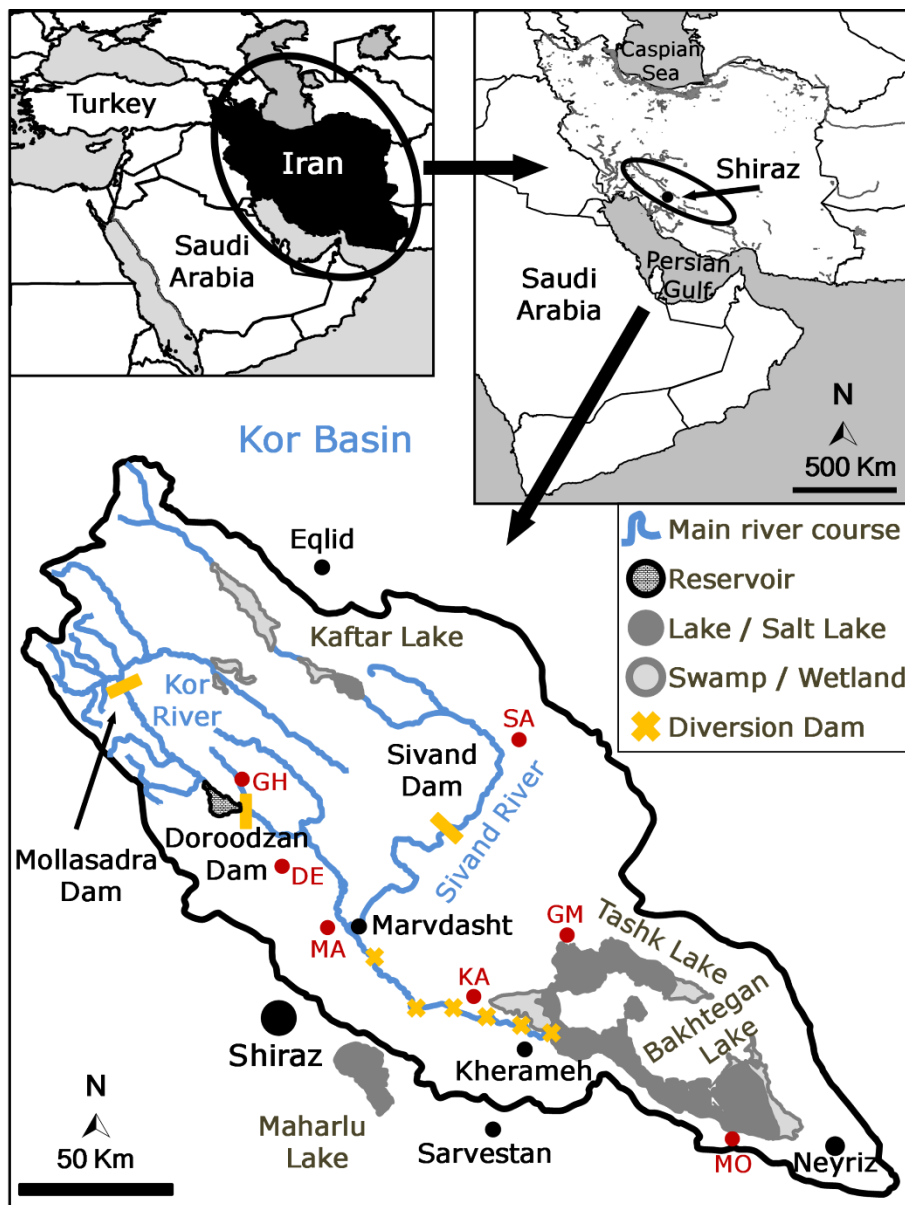 Turkey
Iran
Saudi
Arabia
Caspian
Sea
Shiraz
Persian
Gulf
Saudi
Arabia
N
500 Km
Kor Basin
Main river course
Reservoir
Lake / Salt Lake
Swamp / Wetland
Diversion Dam
Eqlid
Kaftar Lake
Kor
River
SA
Sivand
Dam
Sivand River
GH
Doroodzan
Dam
Mollasadra
Dam
DE
MA
Marvdasht
GM
Tashk Lake
KA
Bakhtegan
Lake
Shiraz
Kherameh
N
50 Km
Maharlu
Lake
Sarvestan
MO
Neyriz